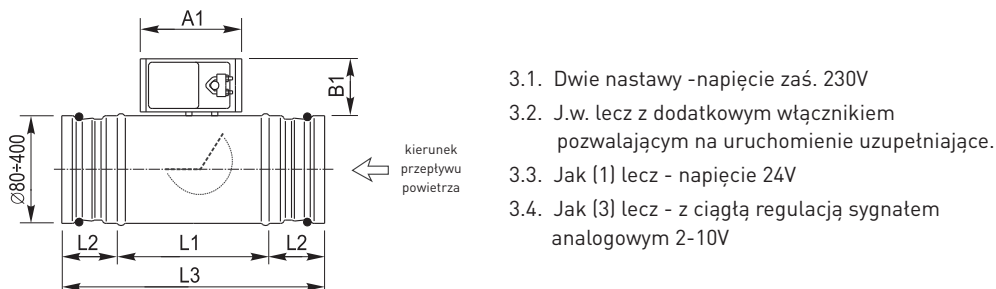 A1
B1
Ø80÷400
kierunek
przepływu
powietrza
L2
L1
L2
L3
3.1. Dwie nastawy -napięcie zaś. 230V
3.2. J.w. lecz z dodatkowym włącznikiem
pozwalającym na uruchomienie uzupełniające.
3.3. Jak (1) lecz - napięcie 24V
3.4. Jak (3) lecz - z ciągłą regulacją sygnałem
analogowym 2-10V